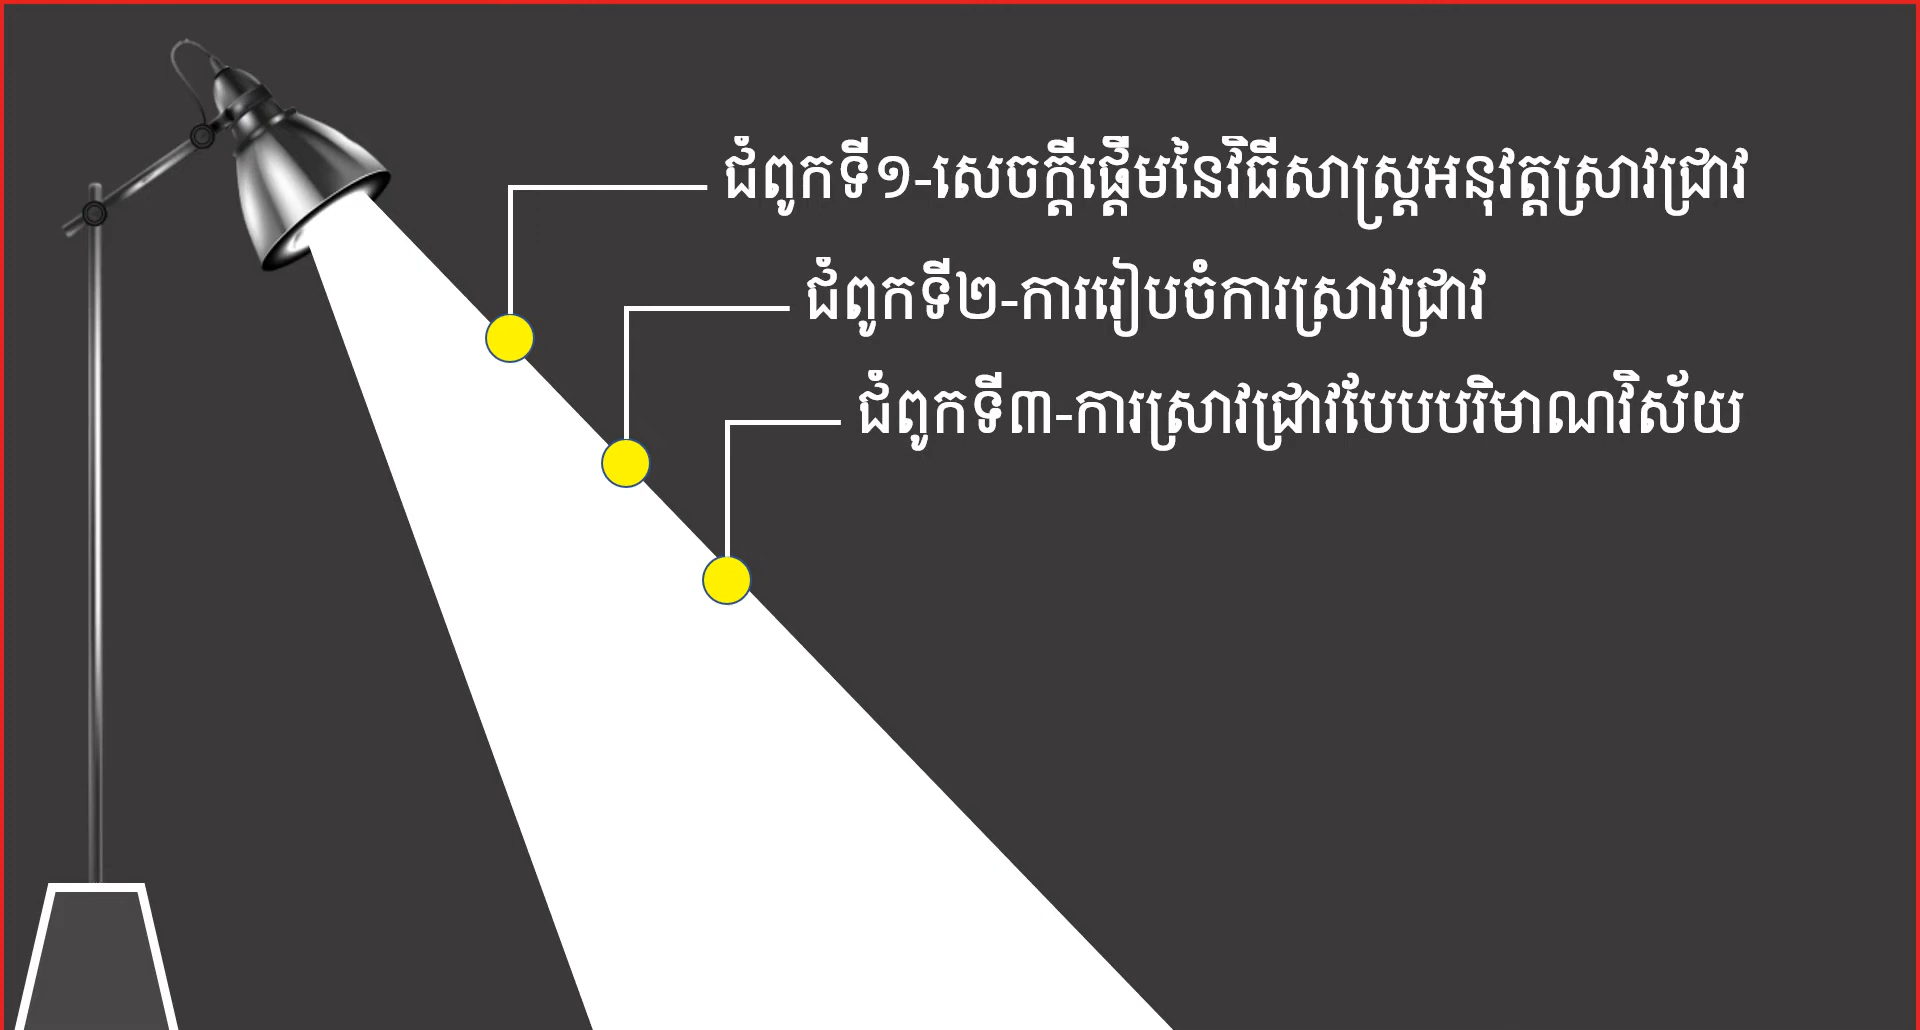 ជំពូកទី១-សេចក្តីផ្តើមនៃវិធីសាស្ត្រអនុវត្តស្រាវជ្រាវ
ជំពូកទី២-ការរៀបចំការស្រាវជ្រាវ
ជំពូកទី៣-ការស្រាវជ្រាវបែបបរិមាណវិស័យ